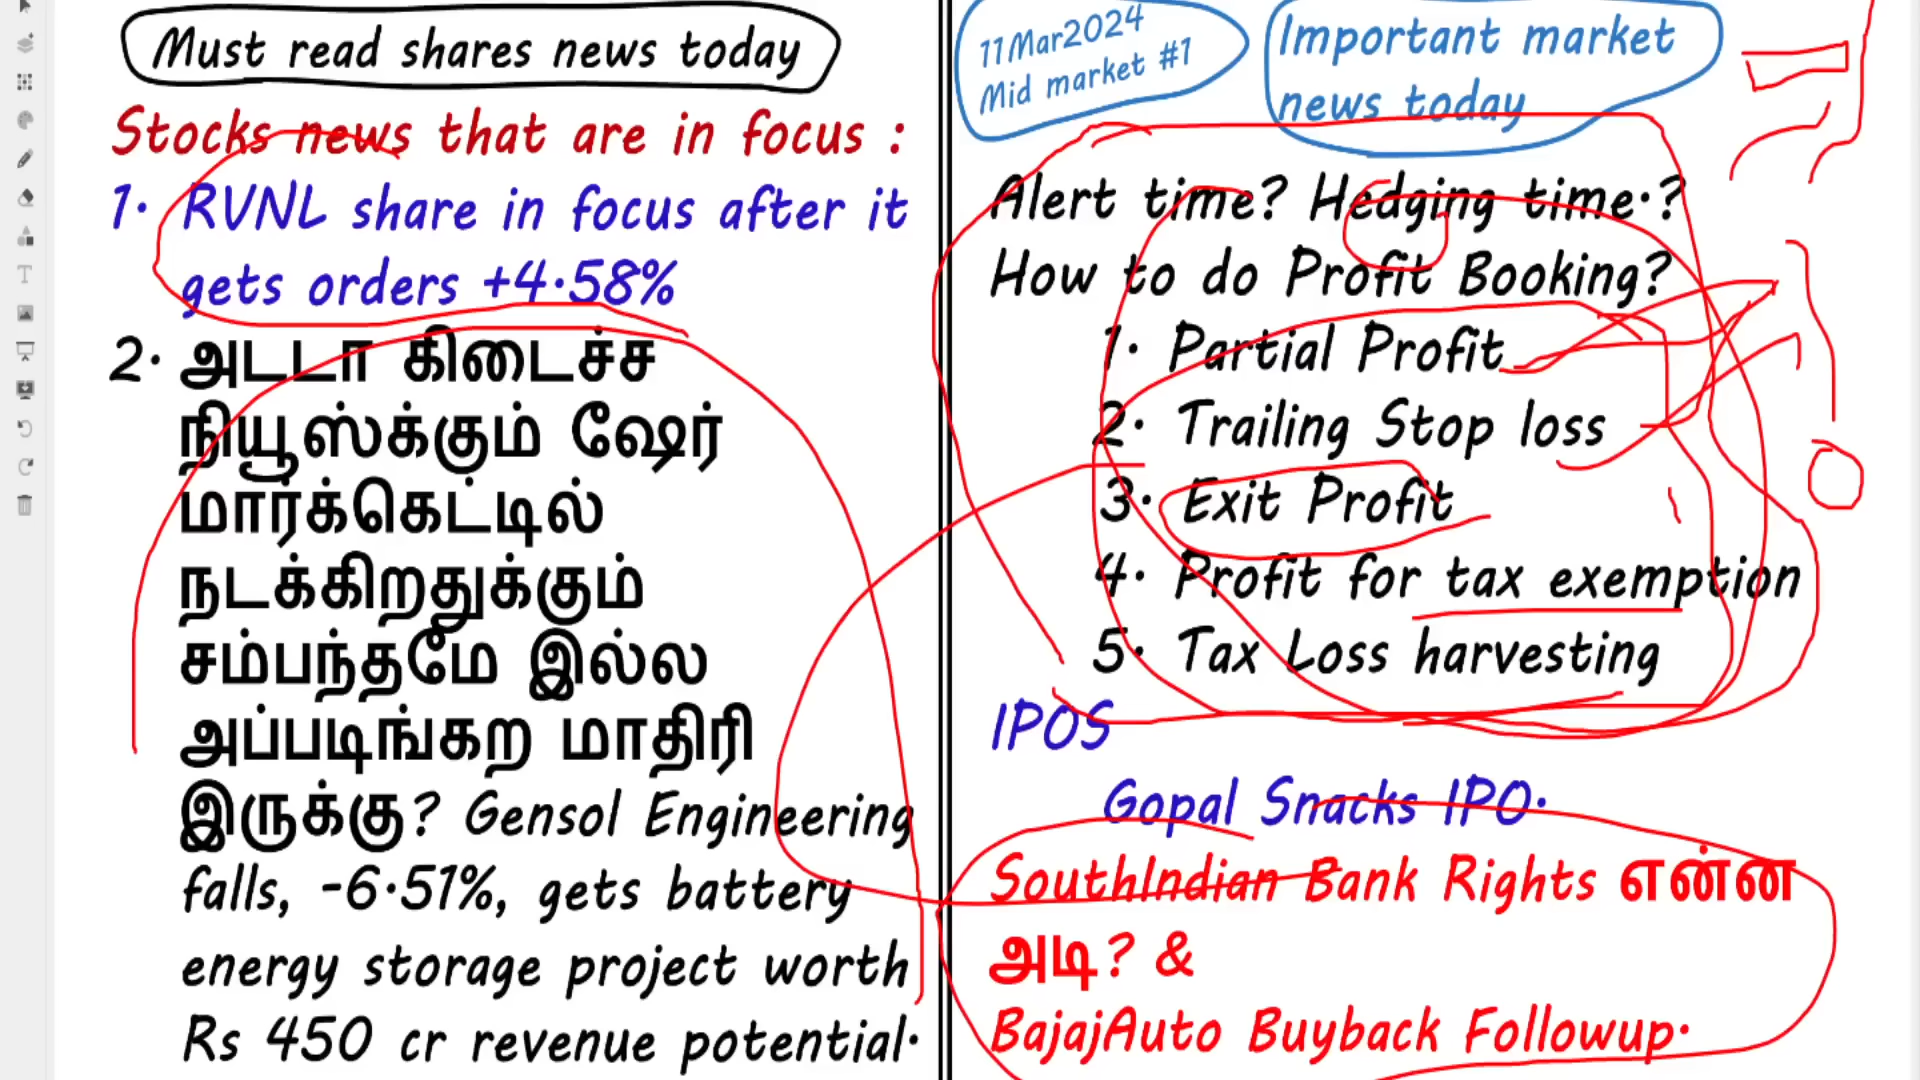 Must read shares news today
Stocks news that are in focus :
1. RVNL share in focus after it
gets orders +4.58%
2. அடடா கிடைச்ச
நியூஸ்க்கும் ஷேர்
மார்க்கெட்டில்
நடக்கிறதுக்கும்
சம்பந்தமே இல்ல
அப்படிங்கற மாதிரி
இருக்கு? Gensol Engineering
falls, -6.51%, gets battery
energy storage project worth
Rs 450 cr revenue potential.
11Mar2024
Mid market #1
Important market
news today
Alert time? Hedging time.?
How to do Profit Booking?
1. Partial Profit
2. Trailing Stop loss
3. Exit Profit
4. Profit for tax exemption
5. Tax Loss harvesting
IPOS
Gopal Snacks IPO.
SouthIndian Bank Rights என்ன
அடி? &
BajajAuto Buyback Followup.